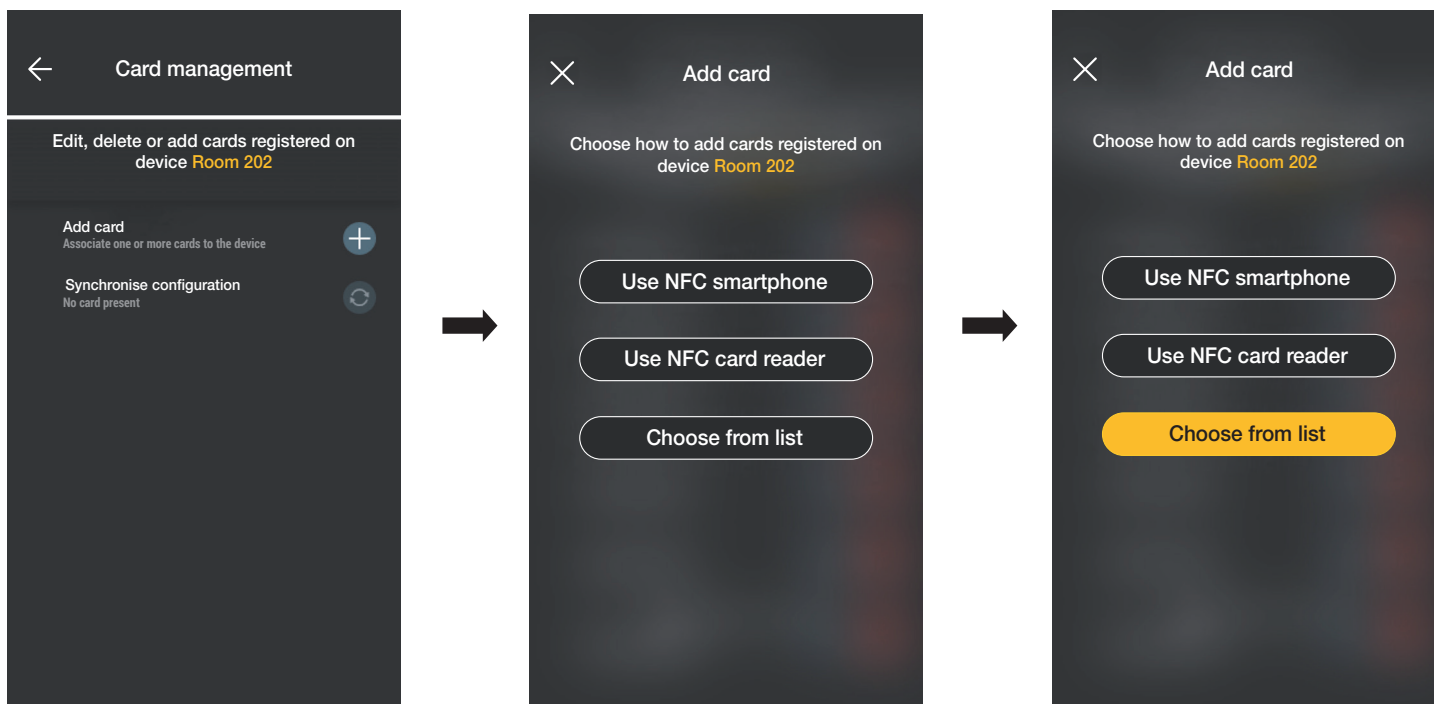 Card management
Edit, delete or add cards registered on
device Room 202
Add card
Associate one or more cards to the device
Synchronise configuration
No card present
Add card
Choose how to add cards registered on
device Room 202
Use NFC smartphone
Use NFC card reader
Choose from list
Add card
Choose how to add cards registered on
device Room 202
Use NFC smartphone
Use NFC card reader
Choose from list